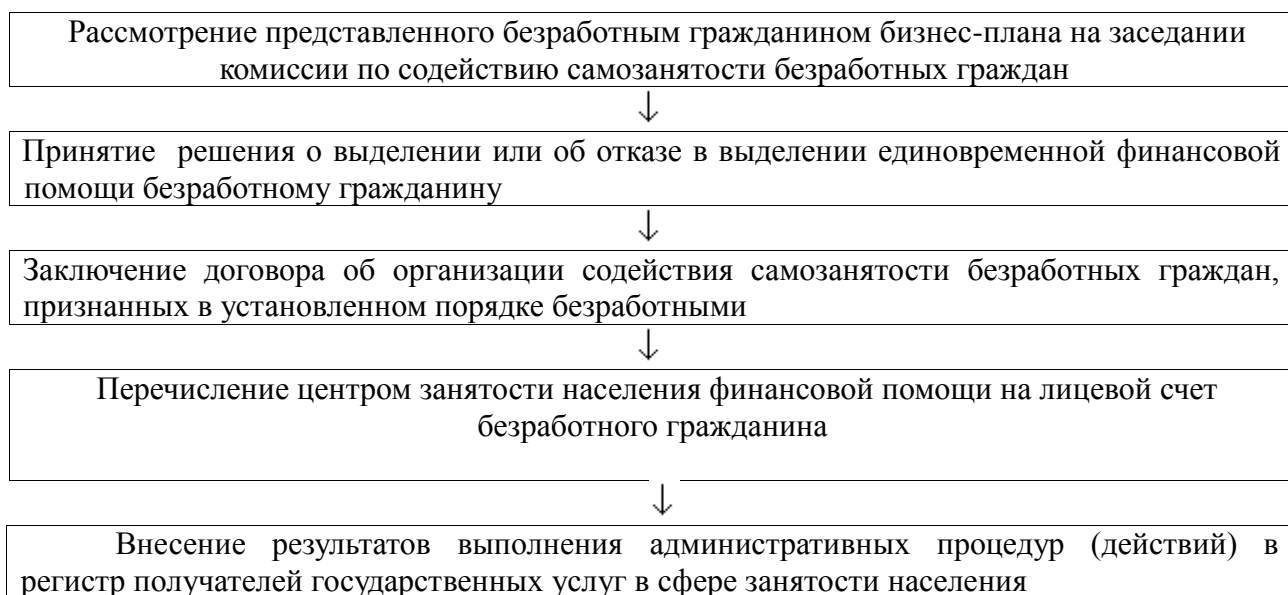 Рассмотрение представленного безработным гражданином бизнес-плана на заседании
комиссии по содействию самозанятости безработных граждан
↓
Принятие решения о выделении или об отказе в выделении единовременной финансовой
помощи безработному гражданину
↓
Заключение договора об организации содействия самозанятости безработных граждан,
признанных в установленном порядке безработными
↓
Перечисление центром занятости населения финансовой помощи на лицевой счет
безработного гражданина
↓
Внесение результатов выполнения административных процедур (действий) в
регистр получателей государственных услуг в сфере занятости населения